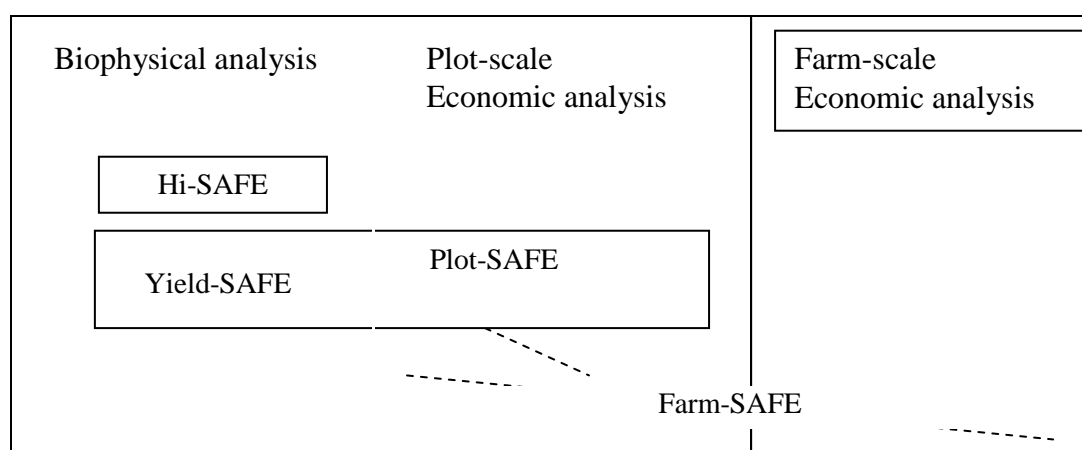 Biophysical analysis
Plot-scale
Economic analysis
Farm-scale
Economic analysis
Hi-SAFE
Yield-SAFE
Plot-SAFE
Farm-SAFE